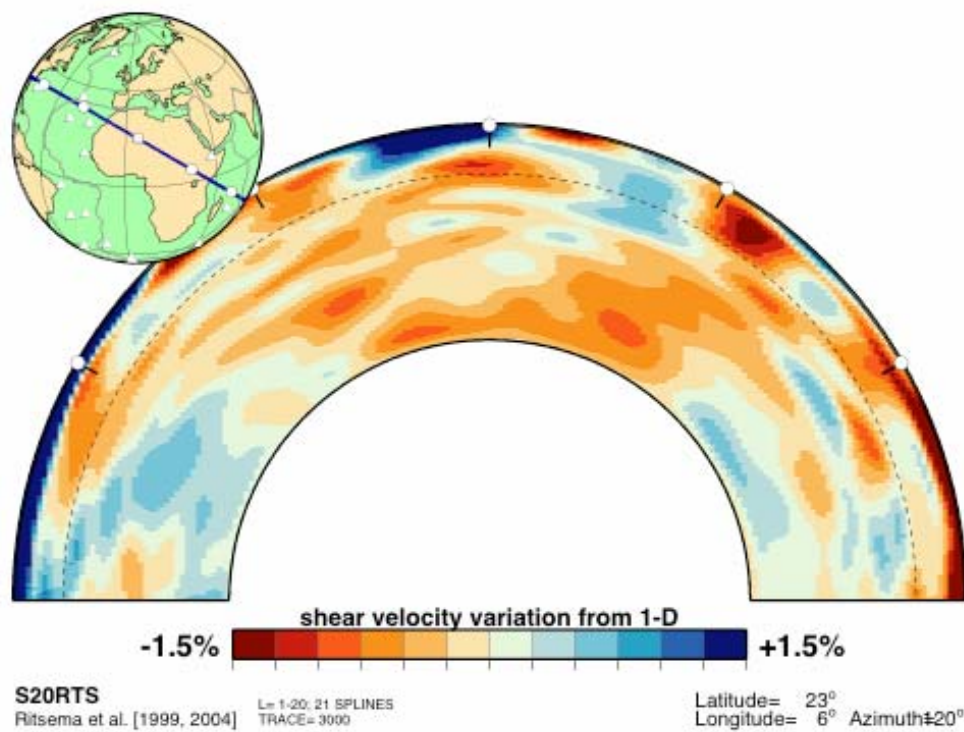 shear velocity variation from 1-D
-1.5% +1.5%
S20RTS
Ritsema et al. [1999, 2004]
L= 1-20; 21 SPLINES
TRACE= 3000
Latitude= 23°
Longitude= 6° Azimuth=120°